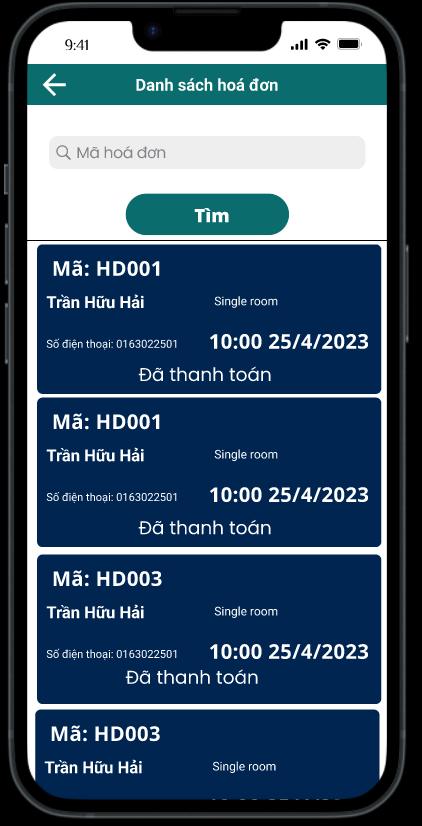 9:41
Danh sách hoá đơn
Mã hoá đơn
Tìm
Mã: HD001
Trần Hữu Hải Single room
Số điện thoại: 0163022501 10:00 25/4/2023
Đã thanh toán
Mã: HD001
Trần Hữu Hải Single room
Số điện thoại: 0163022501 10:00 25/4/2023
Đã thanh toán
Mã: HD003
Trần Hữu Hải Single room
Số điện thoại: 0163022501 10:00 25/4/2023
Đã thanh toán
Mã: HD003
Trần Hữu Hải Single room